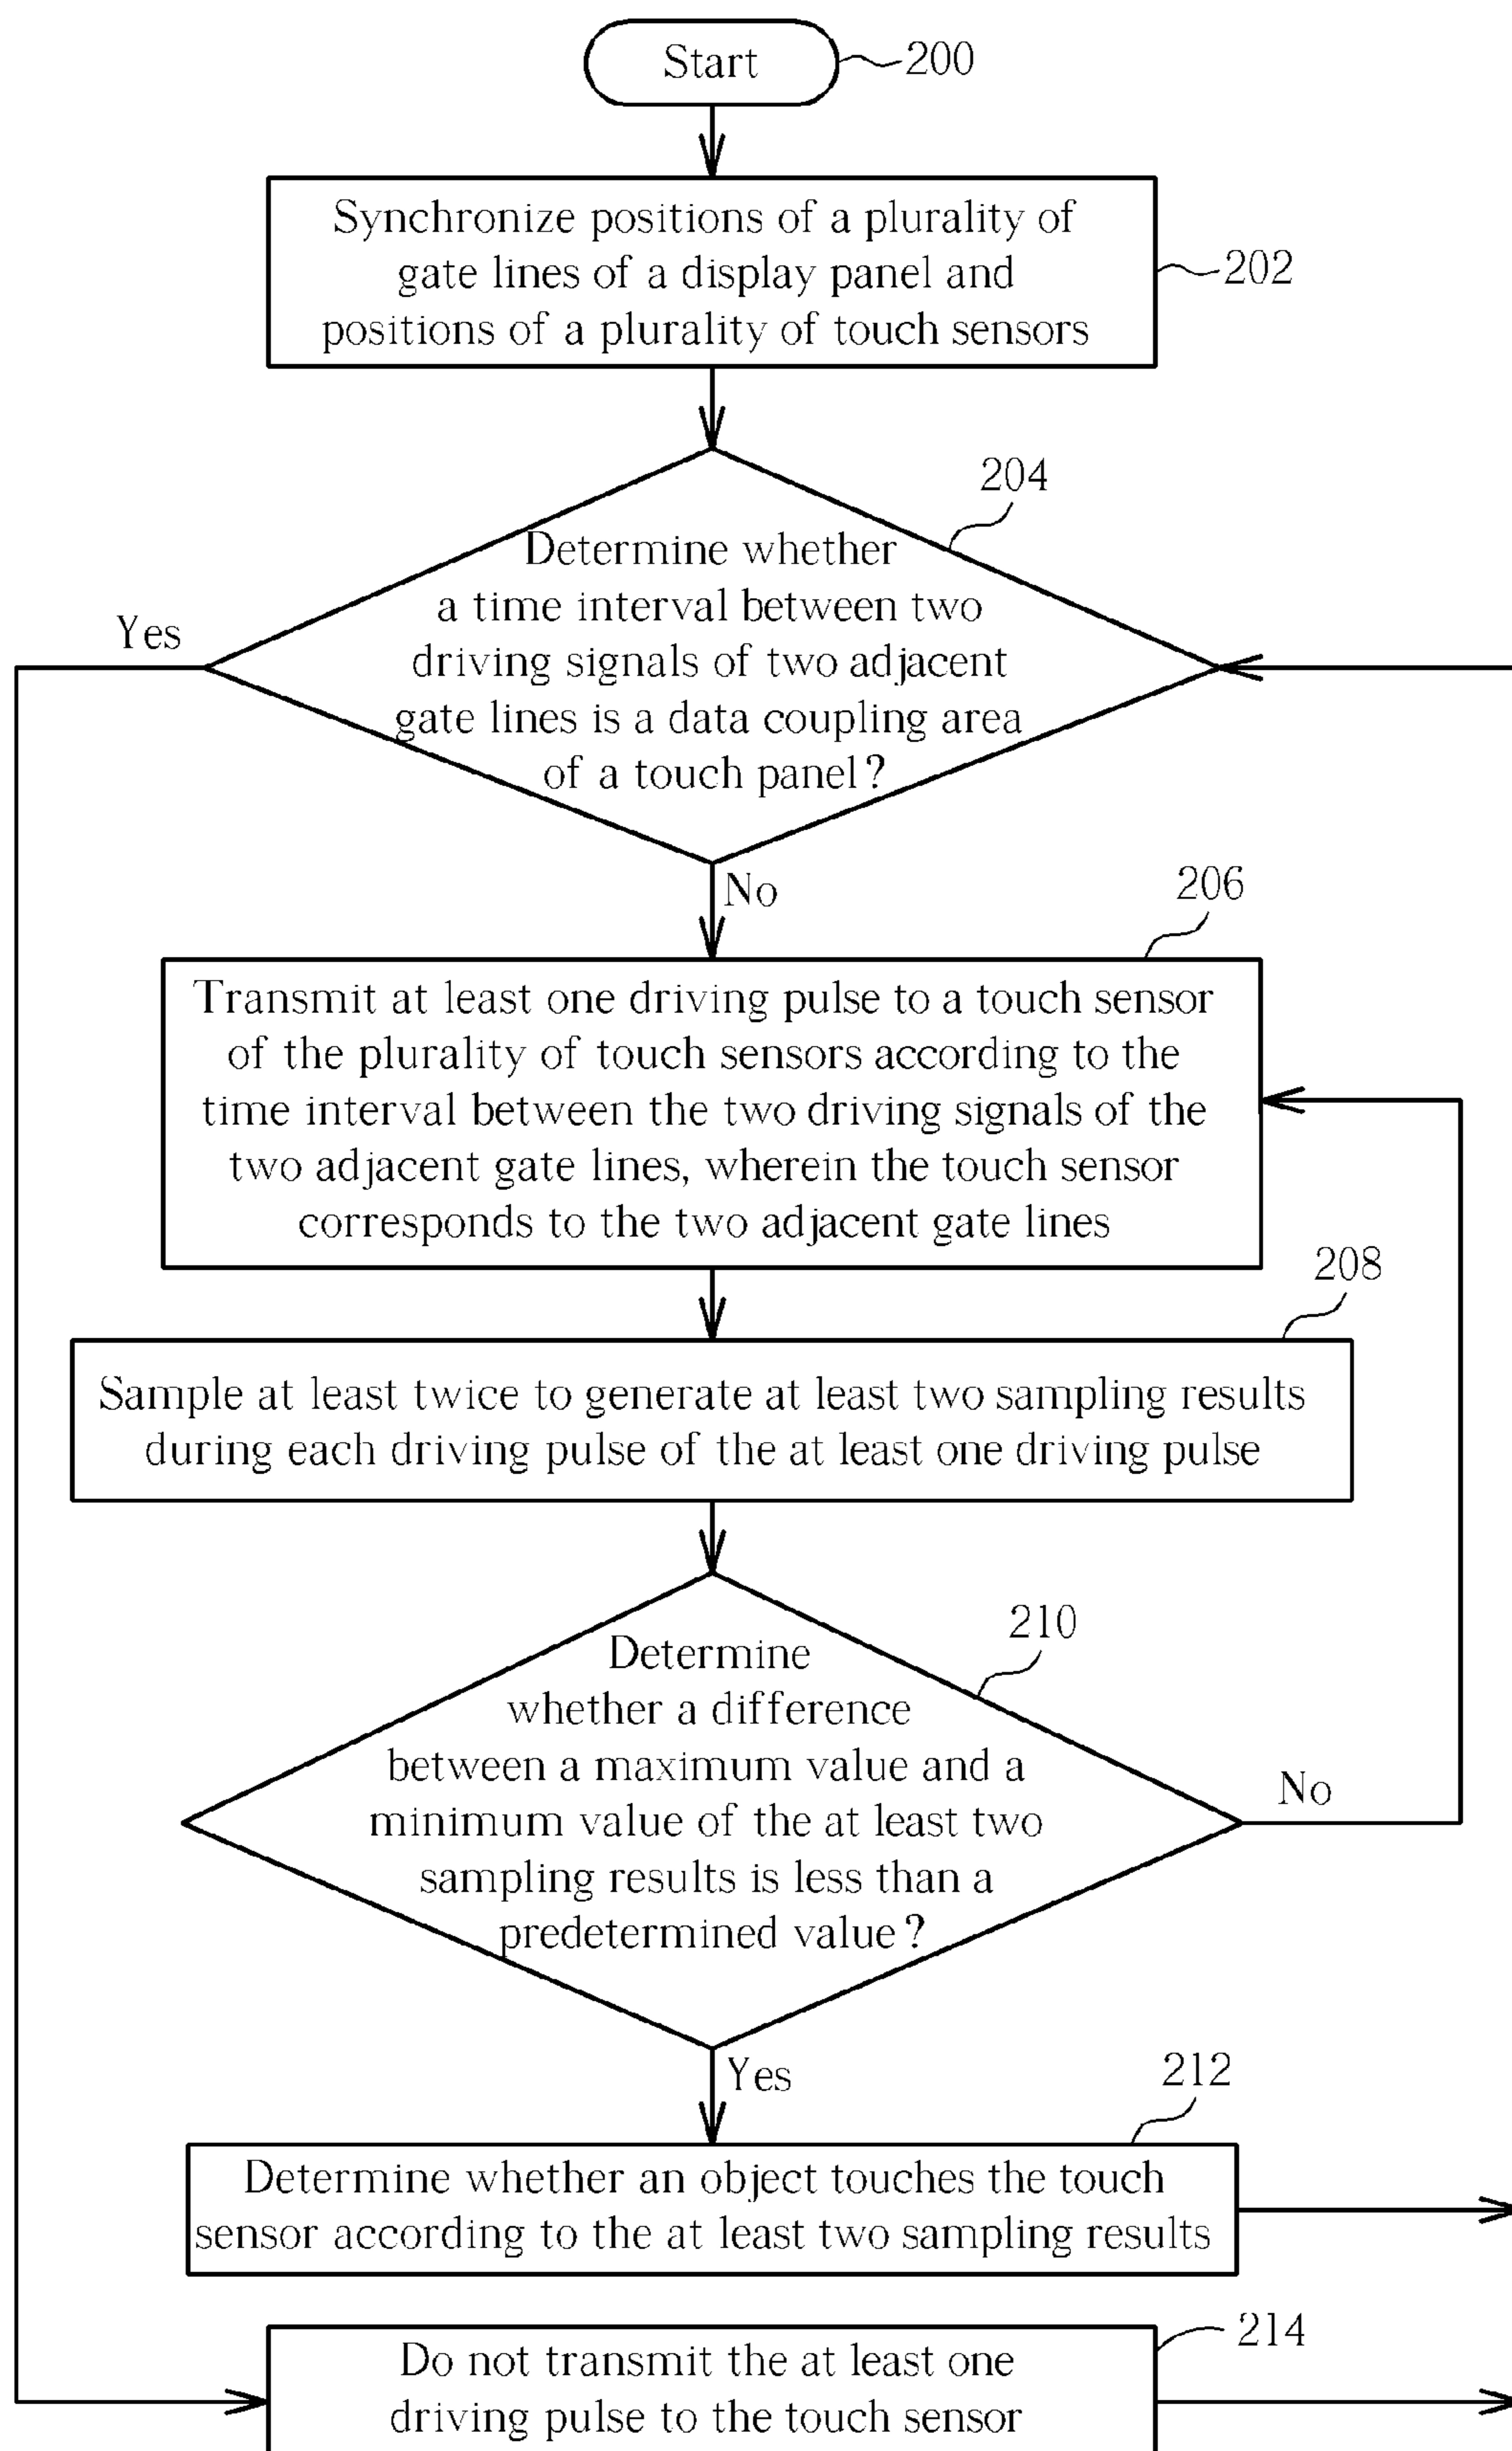 Start
200
Synchronize positions of a plurality of
gate lines of a display panel and
positions of a plurality of touch sensors
202
204
Determine whether
a time interval between two
driving signals of two adjacent
gate lines is a data coupling area
of a touch panel?
Yes
No
206
Transmit at least one driving pulse to a touch sensor
of the plurality of touch sensors according to the
time interval between the two driving signals of the
two adjacent gate lines, wherein the touch sensor
corresponds to the two adjacent gate lines
208
Sample at least twice to generate at least two sampling results
during each driving pulse of the at least one driving pulse
210
Determine
whether a difference
between a maximum value and a
minimum value of the at least two
sampling results is less than a
predetermined value?
No
Yes
212
Determine whether an object touches the touch
sensor according to the at least two sampling results
214
Do not transmit the at least one
driving pulse to the touch sensor